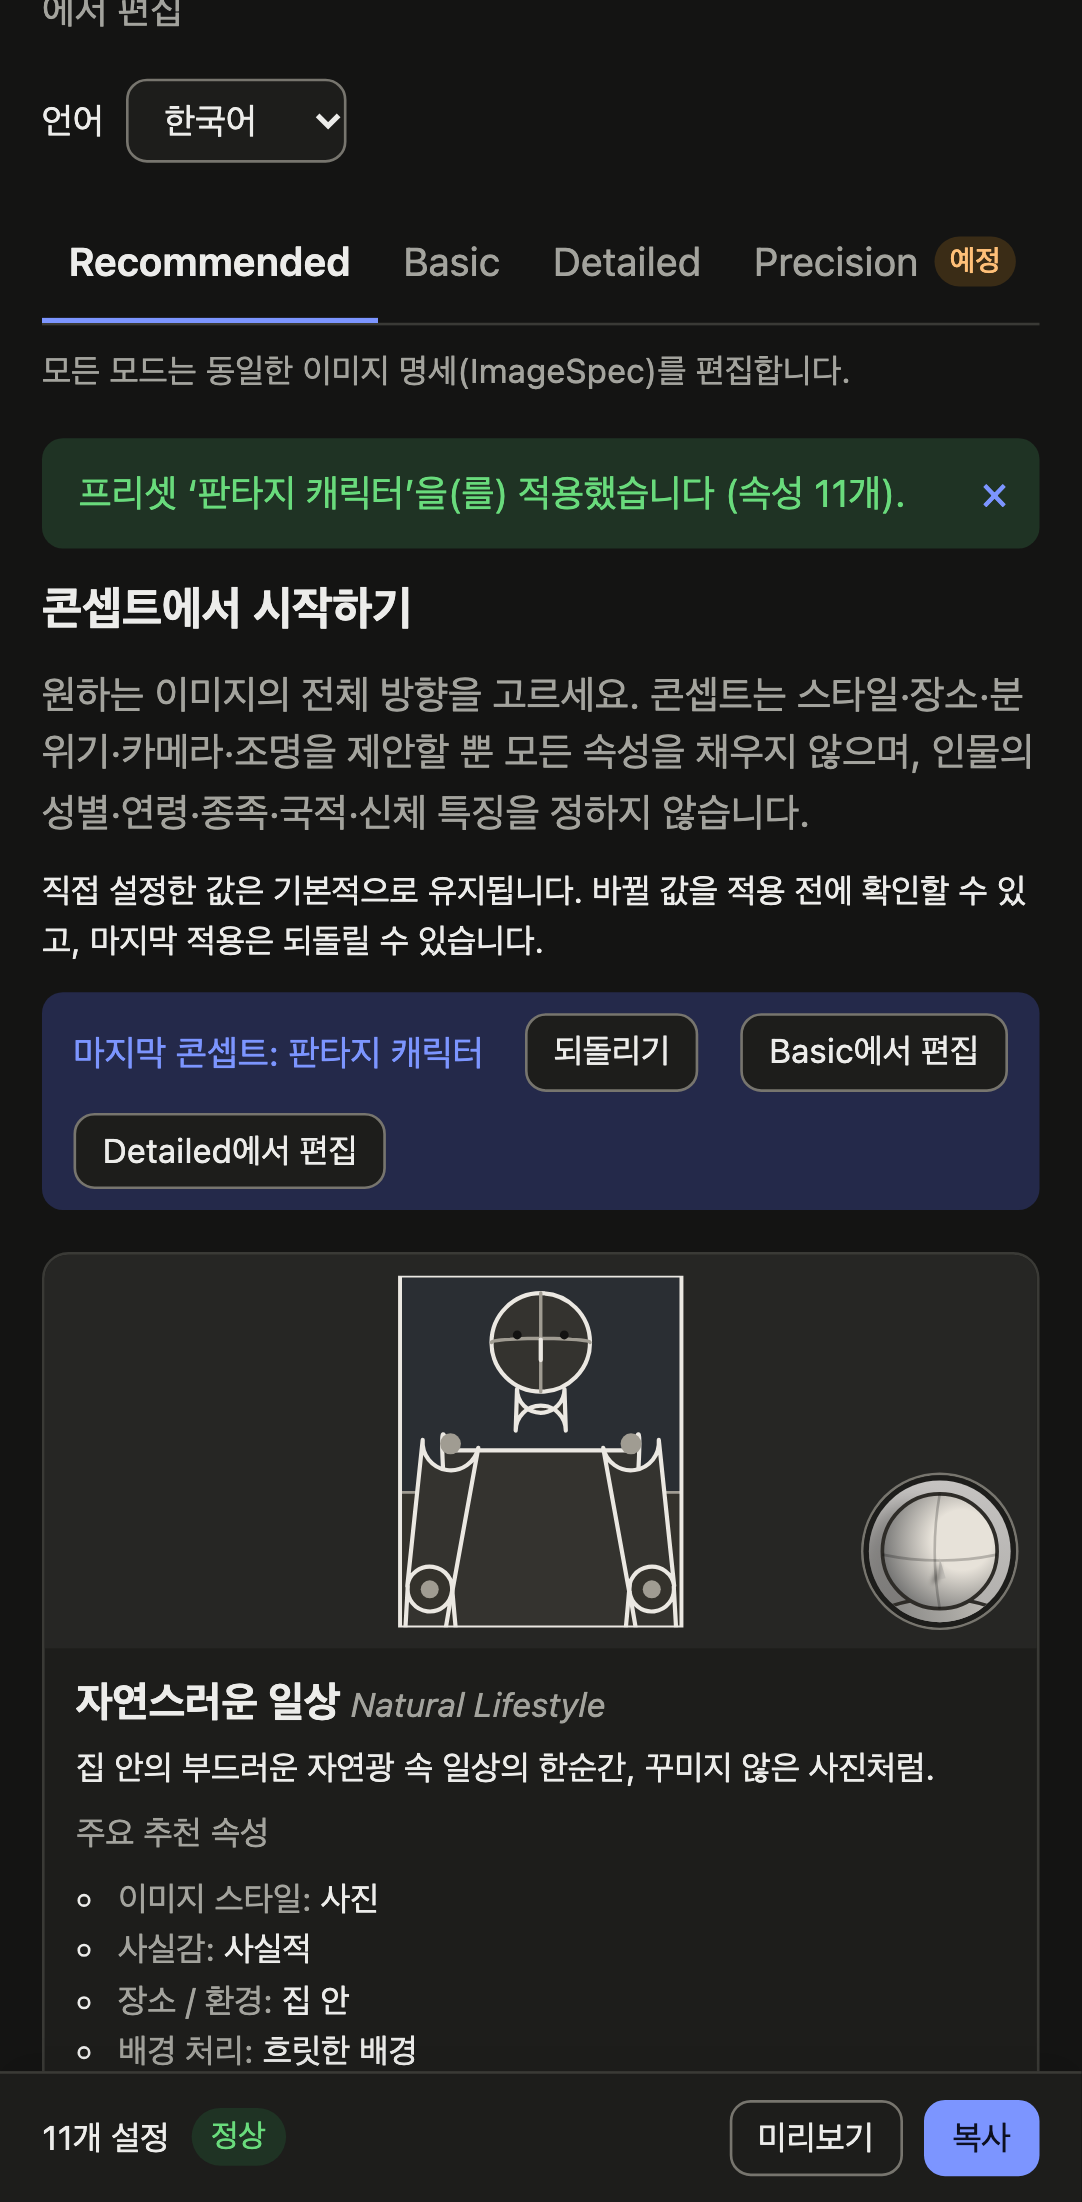 에서 편집
언어 한국어
Recommended Basic Detailed Precision 예정
모든 모드는 동일한 이미지 명세(ImageSpec)를 편집합니다.
프리셋 ‘판타지 캐릭터’을(를) 적용했습니다 (속성 11개). ×
콘셉트에서 시작하기
원하는 이미지의 전체 방향을 고르세요. 콘셉트는 스타일·장소·분
위기·카메라·조명을 제안할 뿐 모든 속성을 채우지 않으며, 인물의
성별·연령·종족·국적·신체 특징을 정하지 않습니다.
직접 설정한 값은 기본적으로 유지됩니다. 바뀔 값을 적용 전에 확인할 수 있
고, 마지막 적용은 되돌릴 수 있습니다.
마지막 콘셉트: 판타지 캐릭터 되돌리기 Basic에서 편집
Detailed에서 편집
자연스러운 일상 Natural Lifestyle
집 안의 부드러운 자연광 속 일상의 한순간, 꾸미지 않은 사진처럼.
주요 추천 속성
이미지 스타일: 사진
사실감: 사실적
장소 / 환경: 집 안
배경 처리: 흐릿한 배경
11개 설정 정상 미리보기 복사